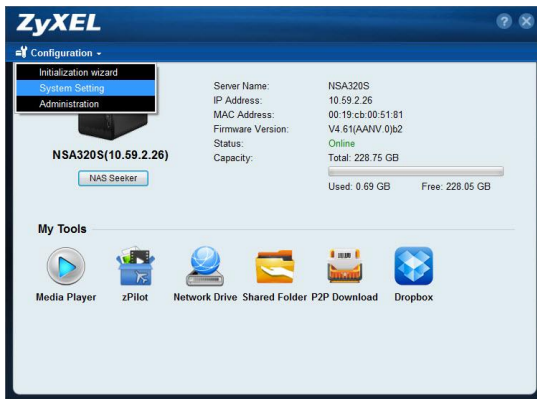 ZyXEL
Configuration
Initialization wizard
System Setting
Administration
NSA320S(10.59.2.26)
NAS Seeker
Server Name: NSA320S
IP Address: 10.59.2.26
MAC Address: 00:19:cb:00:51:81
Firmware Version: V4.61(AANV.0)b2
Status: Online
Capacity: Total: 228.75 GB
Used: 0.69 GB Free: 228.05 GB
My Tools
Media Player zPilot Network Drive Shared Folder P2P Download Dropbox